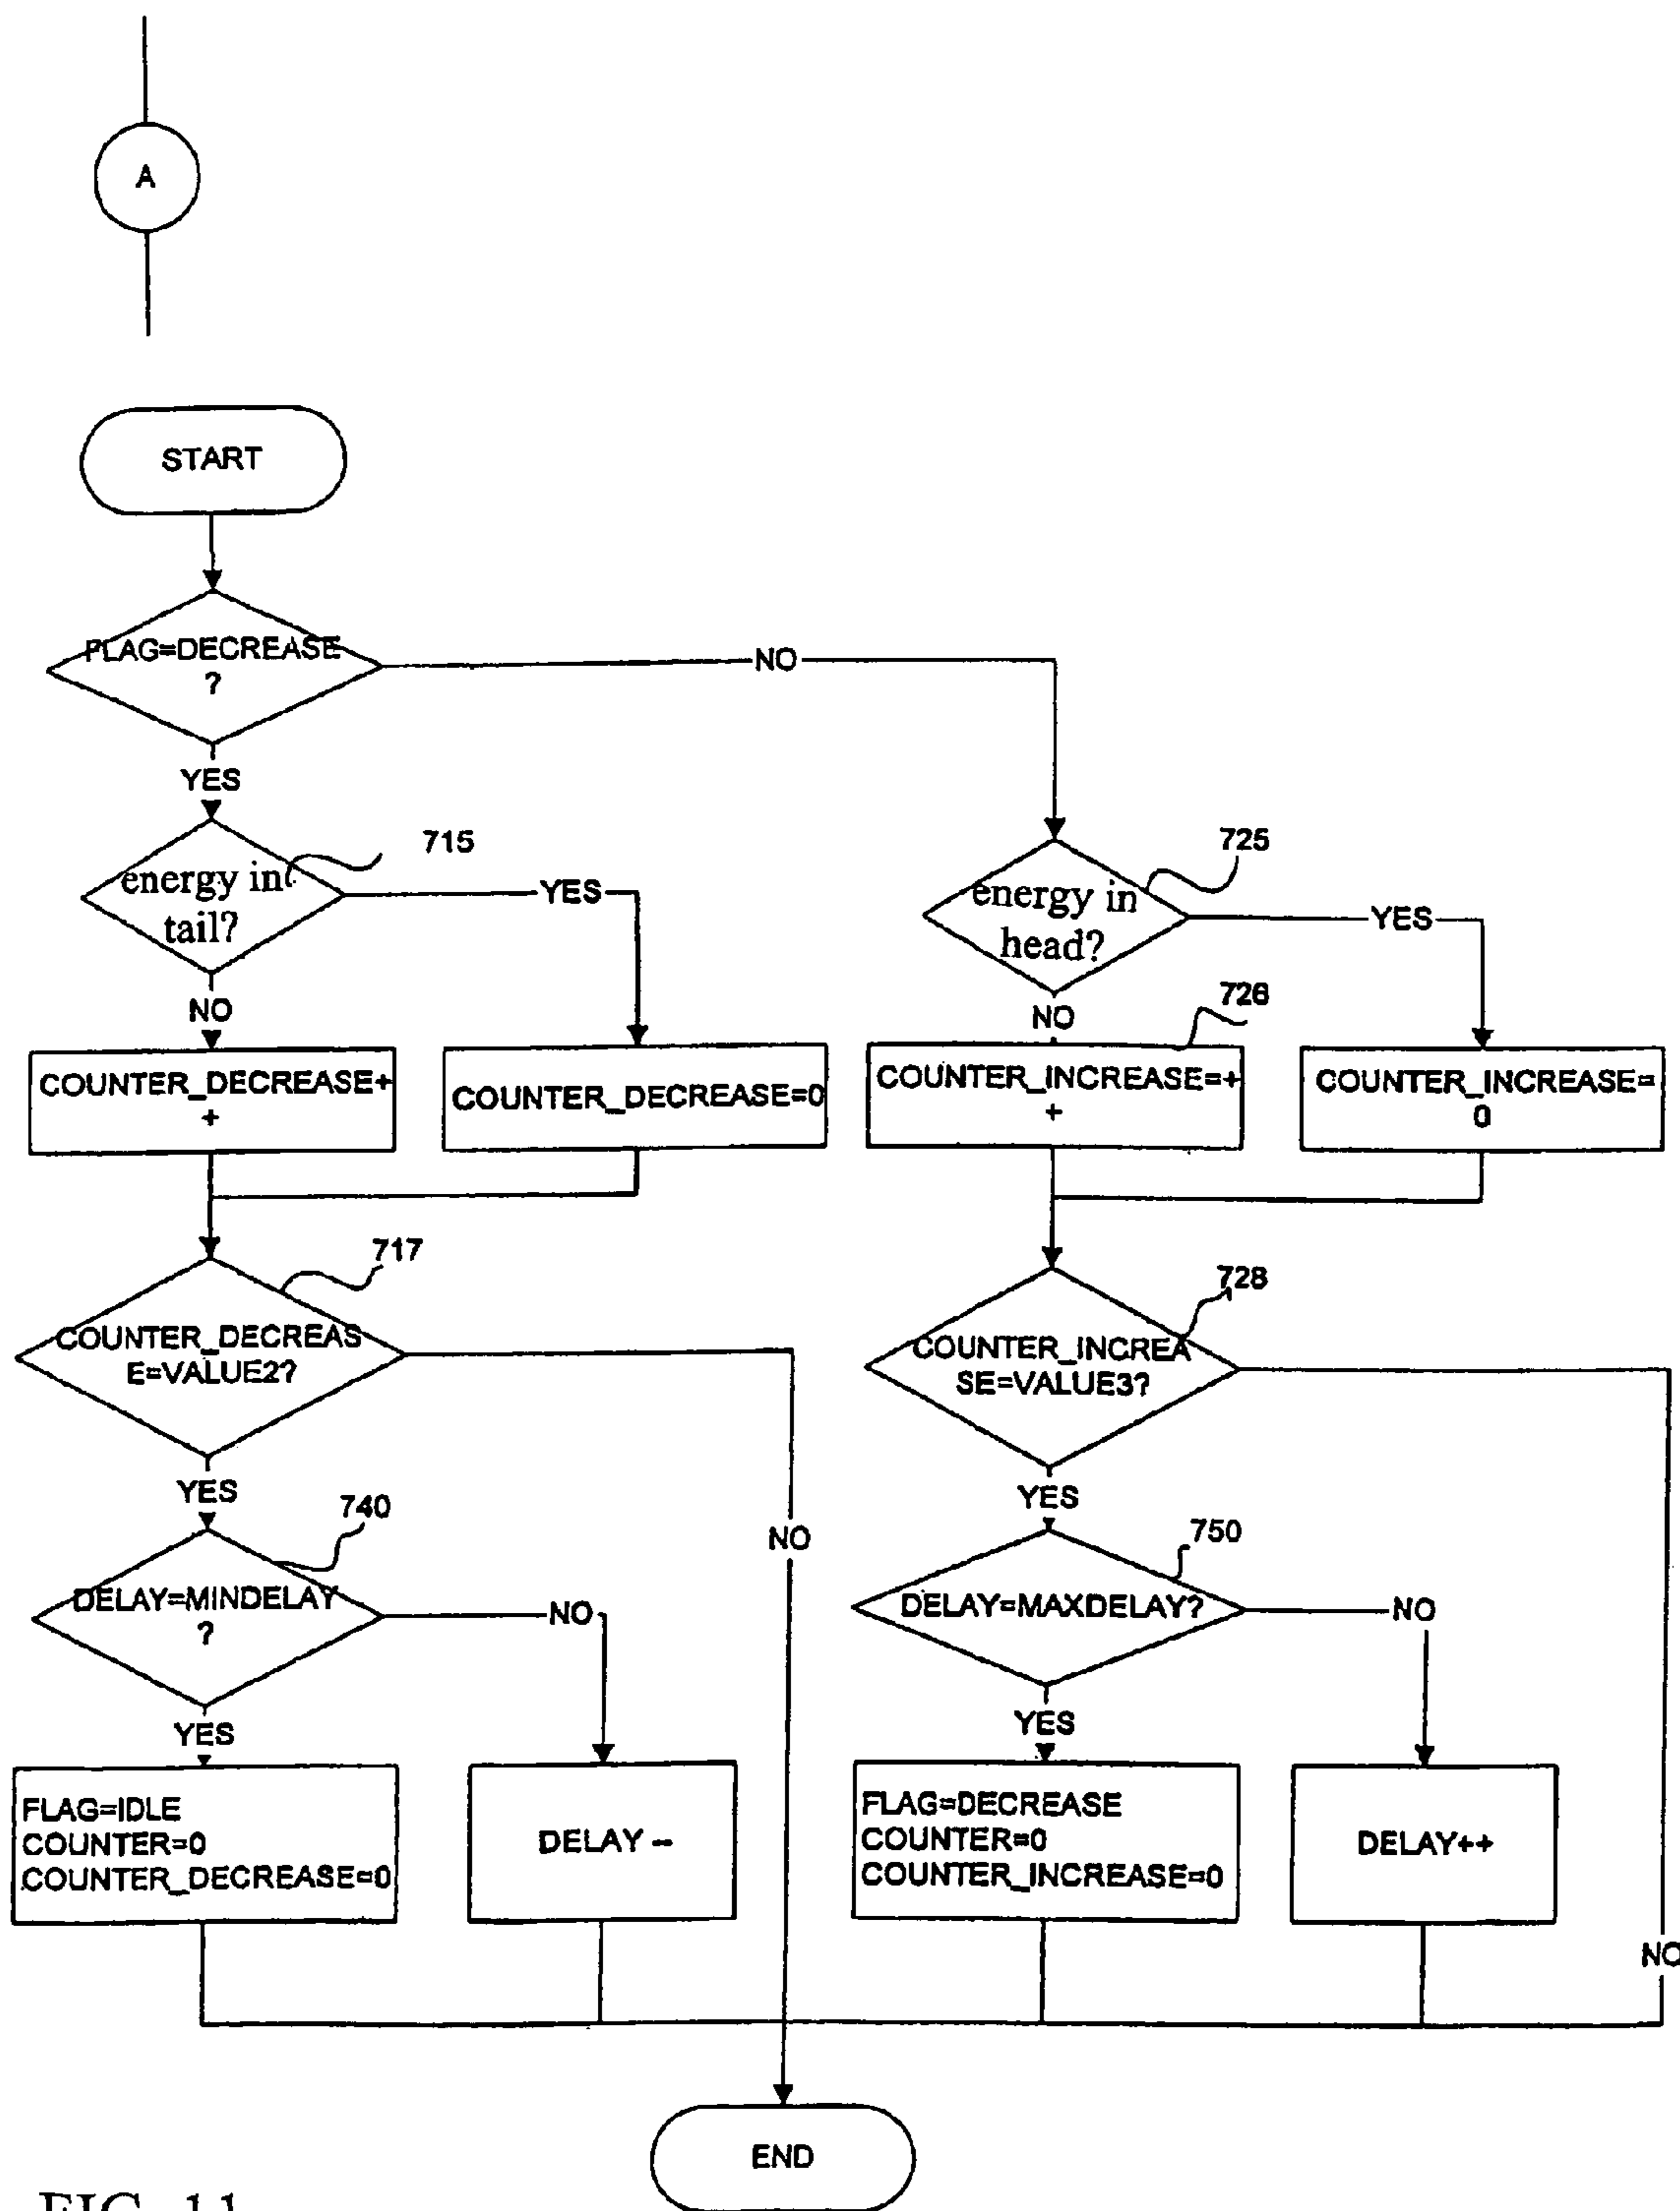 A
START
FLAG=DECREASE
?
NO
YES
715
energy in
tail?
YES
NO
725
energy in
head?
YES
NO
726
COUNTER_DECREASE+
+
COUNTER_DECREASE=0
COUNTER_INCREASE=+
+
COUNTER_INCREASE=
0
717
COUNTER_DECREAS
E=VALUE2?
728
COUNTER_INCREA
SE=VALUE3?
YES
NO
YES
740
DELAY=MINDELAY
?
NO
750
DELAY=MAXDELAY?
NO
YES
YES
FLAG=IDLE
COUNTER=0
COUNTER_DECREASE=0
DELAY --
FLAG=DECREASE
COUNTER=0
COUNTER_INCREASE=0
DELAY++
NO
END
FIG. 11